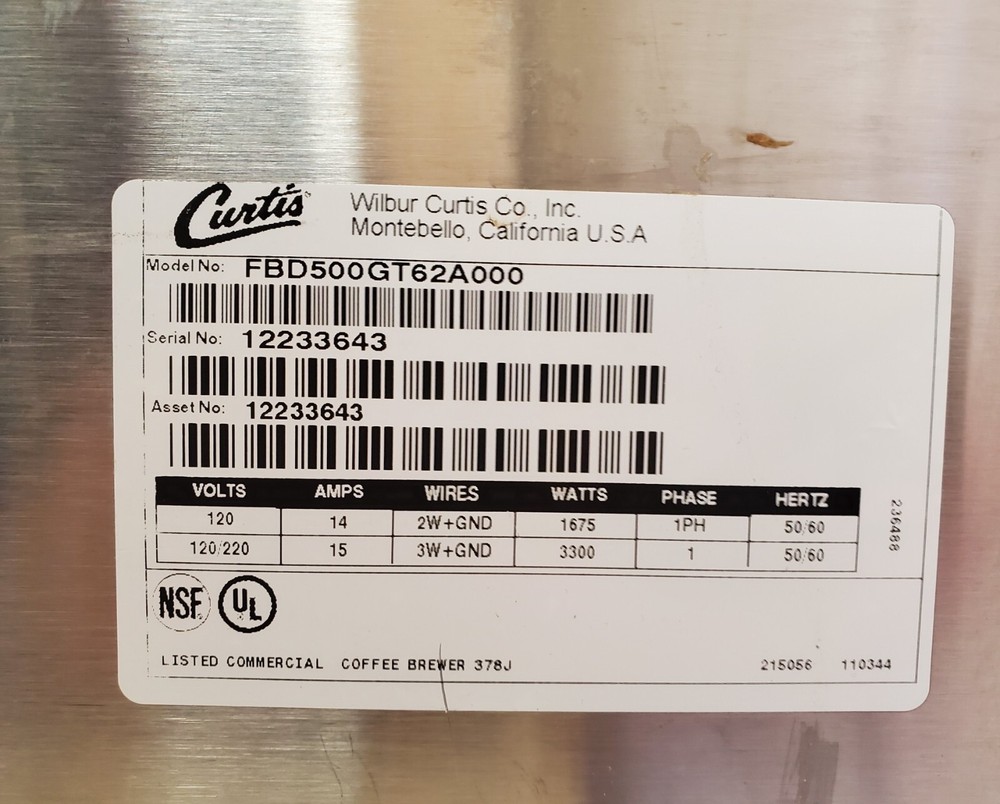 Curtis
Wilbur Curtis Co., Inc.
Montebello, California U.S.A
Model No: FBD500GT62A000
Serial No: 12233643
Asset No: 12233643
VOLTS AMPS WIRES WATTS PHASE HERTZ
120 14 2W+GND 1675 1PH 50/60
120/220 15 3W+GND 3300 1 50/60
236488
NSF. UL
LISTED COMMERCIAL COFFEE BREWER 378J 215056 110344